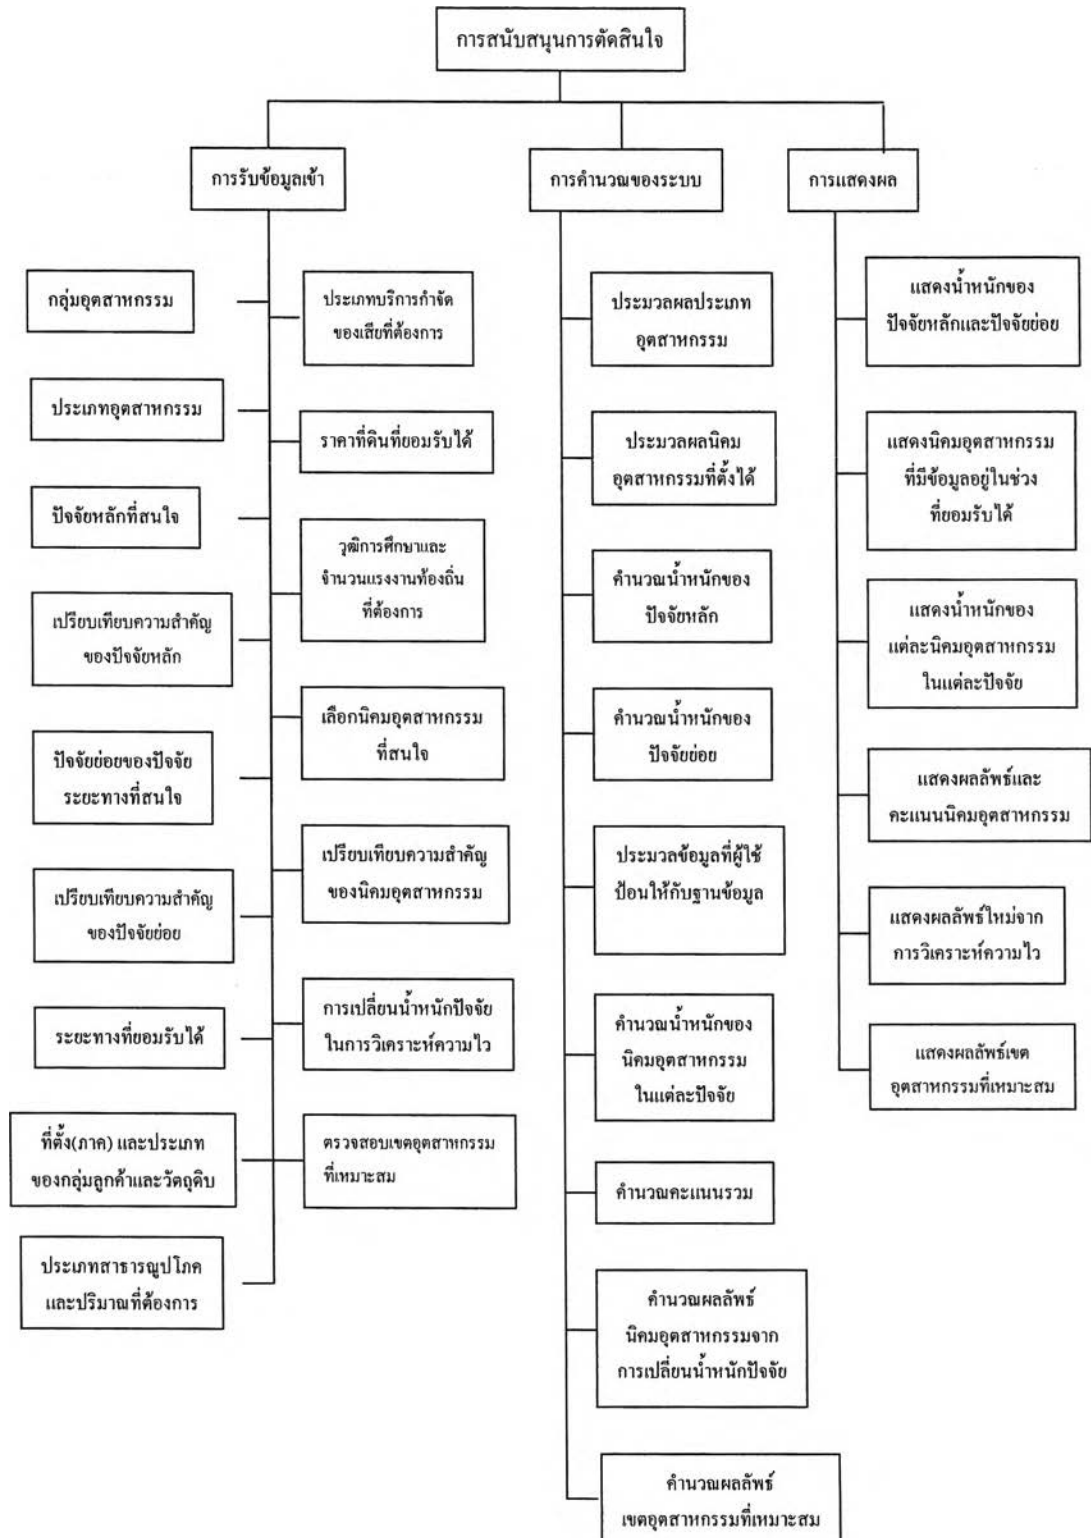 การสนับสนุนการตัดสินใจ
การรับข้อมูลเข้า
กลุ่มอุตสาหกรรม
ประเภทอุตสาหกรรม
ปัจจัยหลักที่สนใจ
เปรียบเทียบความสำคัญ
ของปัจจัยหลัก
ปัจจัยย่อยของปัจจัย
ระยะทางที่สนใจ
เปรียบเทียบความสำคัญ
ของปัจจัยย่อย
ระยะทางที่ยอมรับได้
ที่ตั้ง(ภาค) และประเภท
ของกลุ่มลูกค้าและวัตถุดิบ
ประเภทสาธารณูปโภค
และปริมาณที่ต้องการ
ประเภทบริการกำจัด
ของเสียที่ต้องการ
ราคาที่ดินที่ยอมรับได้
วุฒิการศึกษาและ
จำนวนแรงงานท้องถิ่น
ที่ต้องการ
เลือกนิคมอุตสาหกรรม
ที่สนใจ
เปรียบเทียบความสำคัญ
ของนิคมอุตสาหกรรม
การเปลี่ยนน้ำหนักปัจจัย
ในการวิเคราะห์ความไว
ตรวจสอบเขตอุตสาหกรรม
ที่เหมาะสม
การคำนวณของระบบ
ประมวลผลประเภท
อุตสาหกรรม
ประมวลผลนิคม
อุตสาหกรรมที่ตั้งได้
คำนวณน้ำหนักของ
ปัจจัยหลัก
คำนวณน้ำหนักของ
ปัจจัยย่อย
ประมวลข้อมูลที่ผู้ใช้
ป้อนให้กับฐานข้อมูล
คำนวณน้ำหนักของ
นิคมอุตสาหกรรม
ในแต่ละปัจจัย
คำนวณคะแนนรวม
คำนวณผลลัพธ์
นิคมอุตสาหกรรมจาก
การเปลี่ยนน้ำหนักปัจจัย
คำนวณผลลัพธ์
เขตอุตสาหกรรมที่เหมาะสม
การแสดงผล
แสดงน้ำหนักของ
ปัจจัยหลักและปัจจัยย่อย
แสดงนิคมอุตสาหกรรม
ที่มีข้อมูลอยู่ในช่วง
ที่ยอมรับได้
แสดงน้ำหนักของ
แต่ละนิคมอุตสาหกรรม
ในแต่ละปัจจัย
แสดงผลลัพธ์และ
คะแนนนิคมอุตสาหกรรม
แสดงผลลัพธ์ใหม่จาก
การวิเคราะห์ความไว
แสดงผลลัพธ์เขต
อุตสาหกรรมที่เหมาะสม